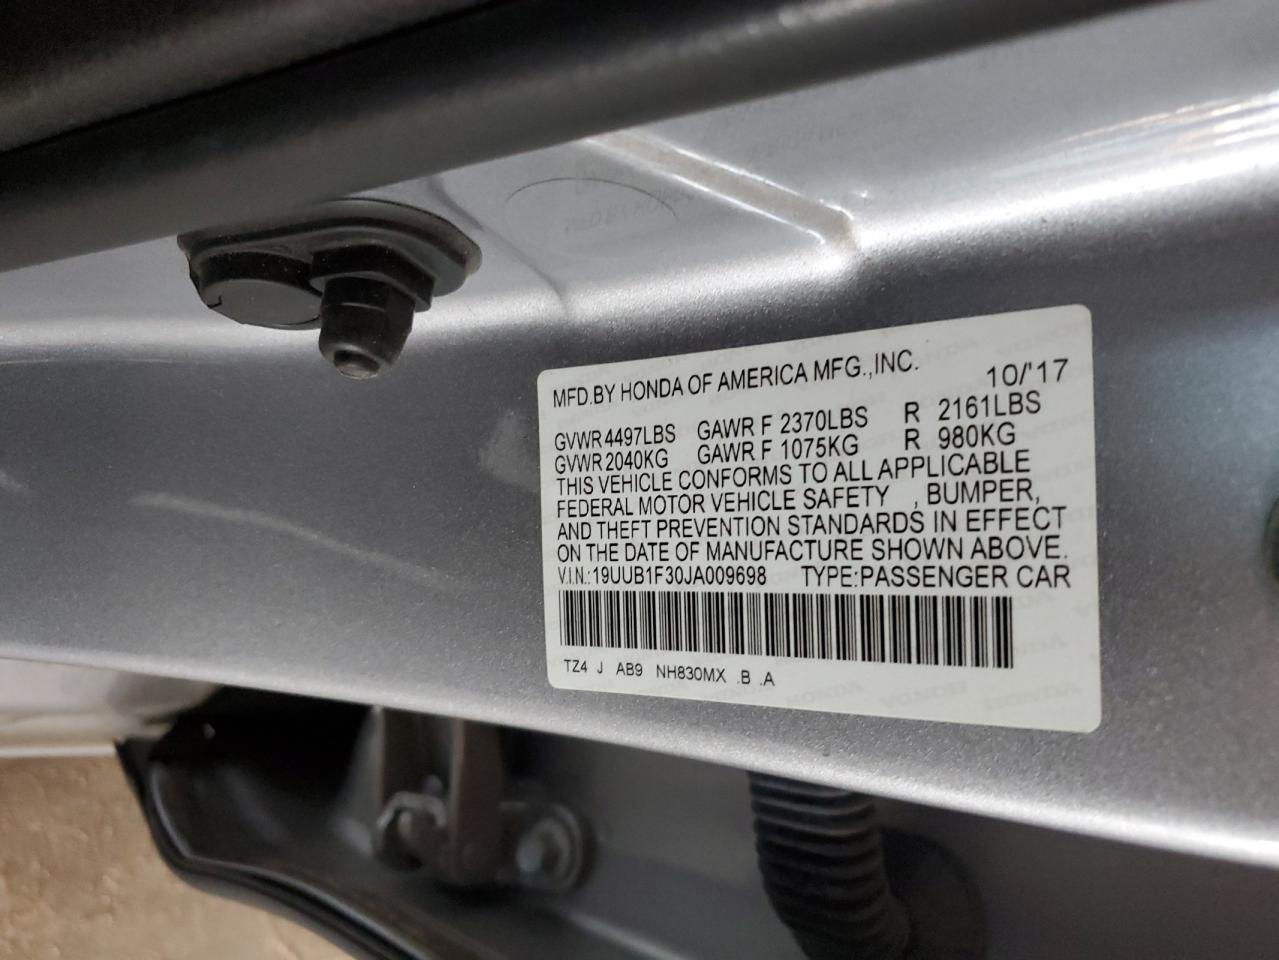 MFD.BY HONDA OF AMERICA MFG.,INC. 10/'17
GVWR 4497LBS GAWR F 2370LBS R 2161LBS
GVWR 2040KG GAWR F 1075KG R 980KG
THIS VEHICLE CONFORMS TO ALL APPLICABLE
FEDERAL MOTOR VEHICLE SAFETY , BUMPER,
AND THEFT PREVENTION STANDARDS IN EFFECT
ON THE DATE OF MANUFACTURE SHOWN ABOVE.
V.I.N.:19UUB1F30JA009698 TYPE:PASSENGER CAR
TZ4 J AB9 NH830MX .B .A